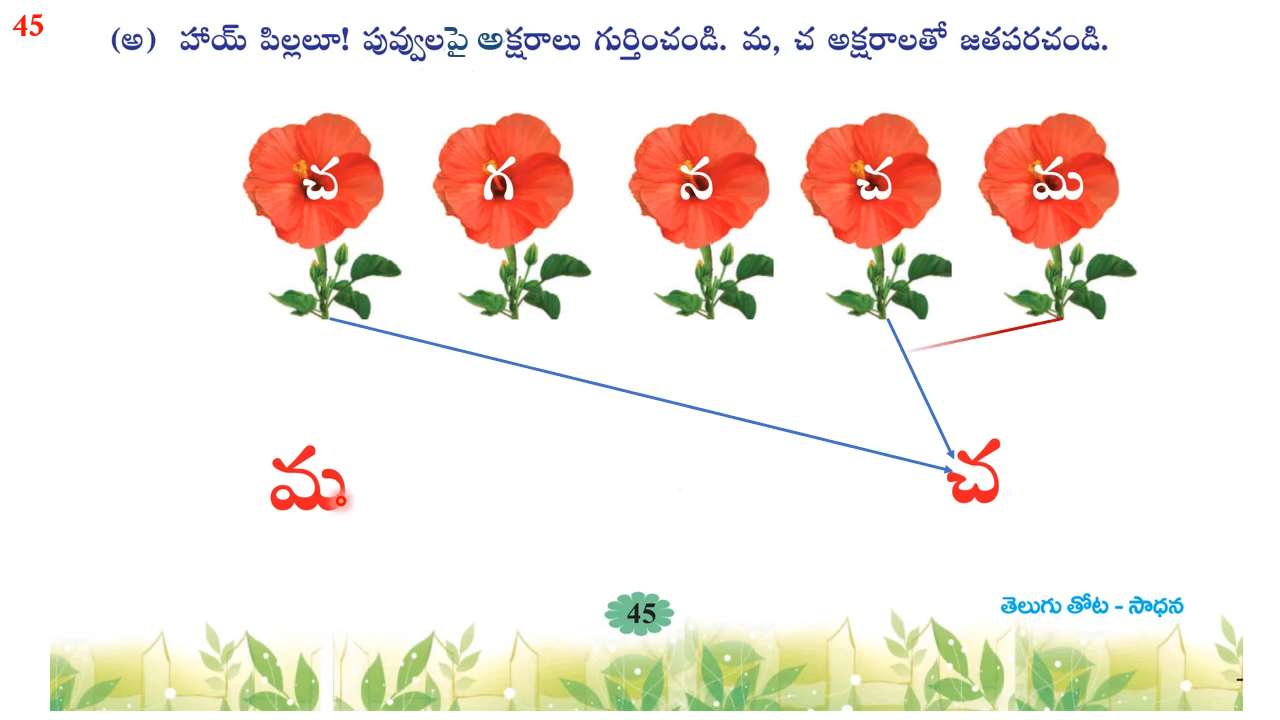 45
(అ) హాయ్ పిల్లలూ! పువ్వులపై అక్షరాలు గుర్తించండి. మ, చ అక్షరాలతో జతపరచండి.
చ గ న చ మ
మ చ
45
తెలుగు తోట - సాధన